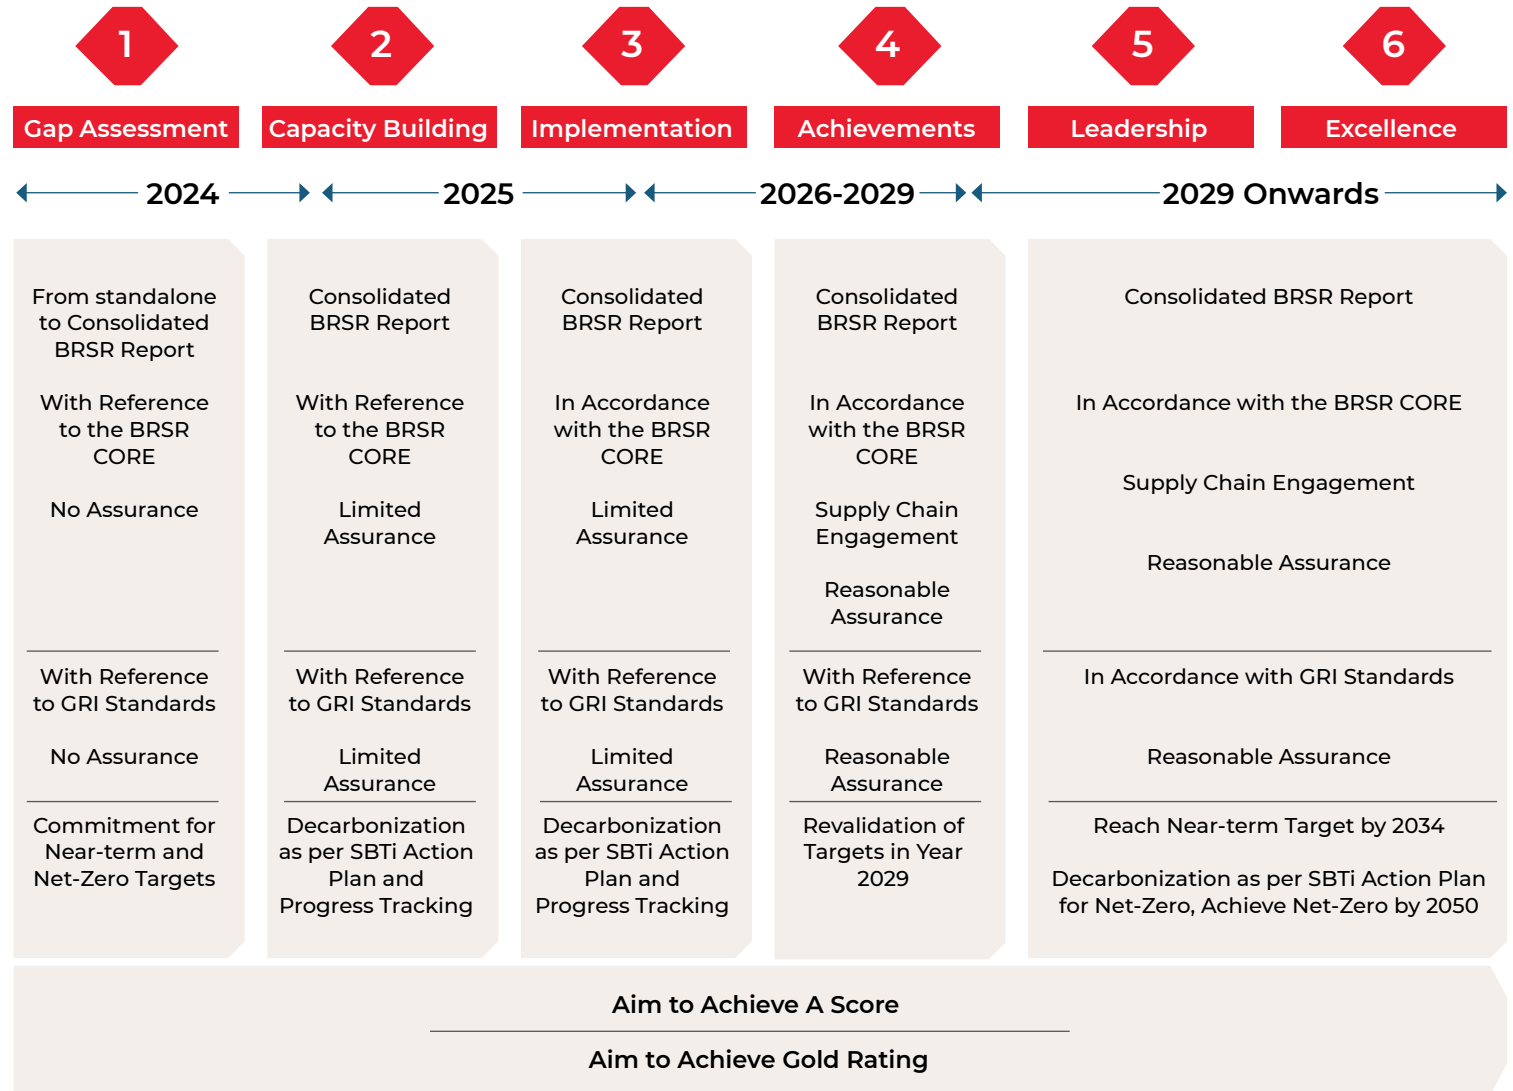 1
2
3
4
5
6
Gap Assessment
Capacity Building
Implementation
Achievements
Leadership
Excellence
2024
2025
2026-2029
2029 Onwards
From standalone
to Consolidated
BRSR Report
With Reference
to the BRSR
CORE
No Assurance
With Reference
to GRI Standards
No Assurance
Commitment for
Near-term and
Net-Zero Targets
Consolidated
BRSR Report
With Reference
to the BRSR
CORE
Limited
Assurance
With Reference
to GRI Standards
Limited
Assurance
Decarbonization
as per SBTi Action
Plan and
Progress Tracking
Consolidated
BRSR Report
In Accordance
with the BRSR
CORE
Limited
Assurance
With Reference
to GRI Standards
Limited
Assurance
Decarbonization
as per SBTi Action
Plan and
Progress Tracking
Consolidated
BRSR Report
In Accordance
with the BRSR
CORE
Supply Chain
Engagement
Reasonable
Assurance
With Reference
to GRI Standards
Reasonable
Assurance
Revalidation of
Targets in Year
2029
Consolidated BRSR Report
In Accordance with the BRSR CORE
Supply Chain Engagement
Reasonable Assurance
In Accordance with GRI Standards
Reasonable Assurance
Reach Near-term Target by 2034
Decarbonization as per SBTi Action Plan
for Net-Zero, Achieve Net-Zero by 2050
Aim to Achieve A Score
Aim to Achieve Gold Rating